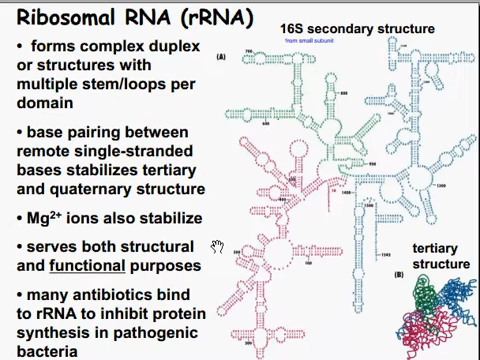 Ribosomal RNA (rRNA)
• forms complex duplex
or structures with
multiple stem/loops per
domain
• base pairing between
remote single-stranded
bases stabilizes tertiary
and quaternary structure
• Mg2+ ions also stabilize
• serves both structural
and functional purposes
• many antibiotics bind
to rRNA to inhibit protein
synthesis in pathogenic
bacteria
16S secondary structure
from small subunit
(A)
tertiary
structure
(B)